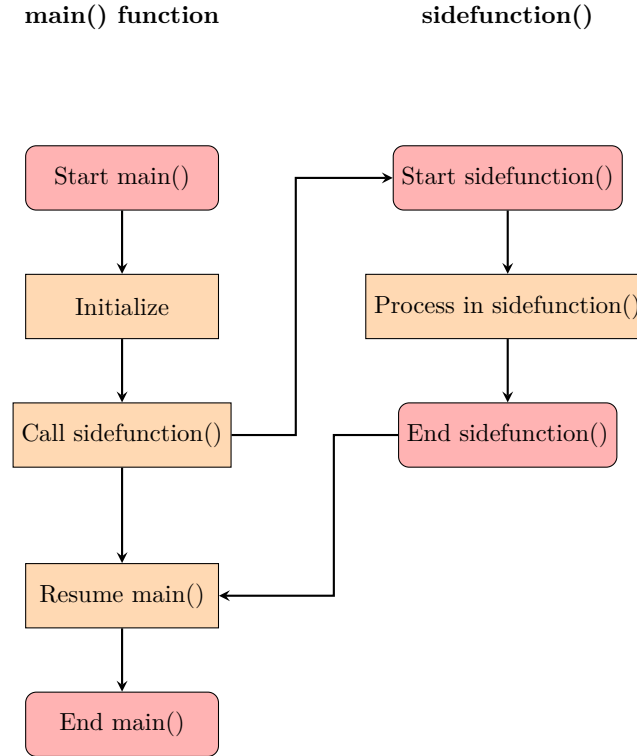 main() function
sidefunction()
Start main()
Start sidefunction()
Initialize
Process in sidefunction()
Call sidefunction()
End sidefunction()
Resume main()
End main()